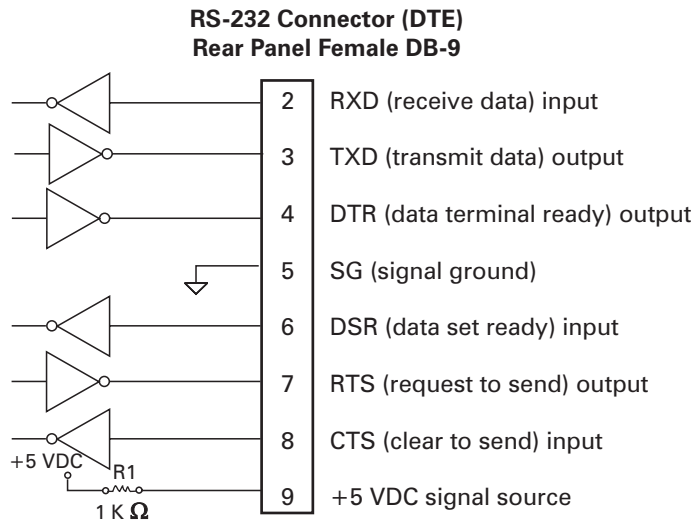 RS-232 Connector (DTE)
Rear Panel Female DB-9
2 RXD (receive data) input
3 TXD (transmit data) output
4 DTR (data terminal ready) output
5 SG (signal ground)
6 DSR (data set ready) input
7 RTS (request to send) output
8 CTS (clear to send) input
+5 VDC
R1
9 +5 VDC signal source
1 K Ω